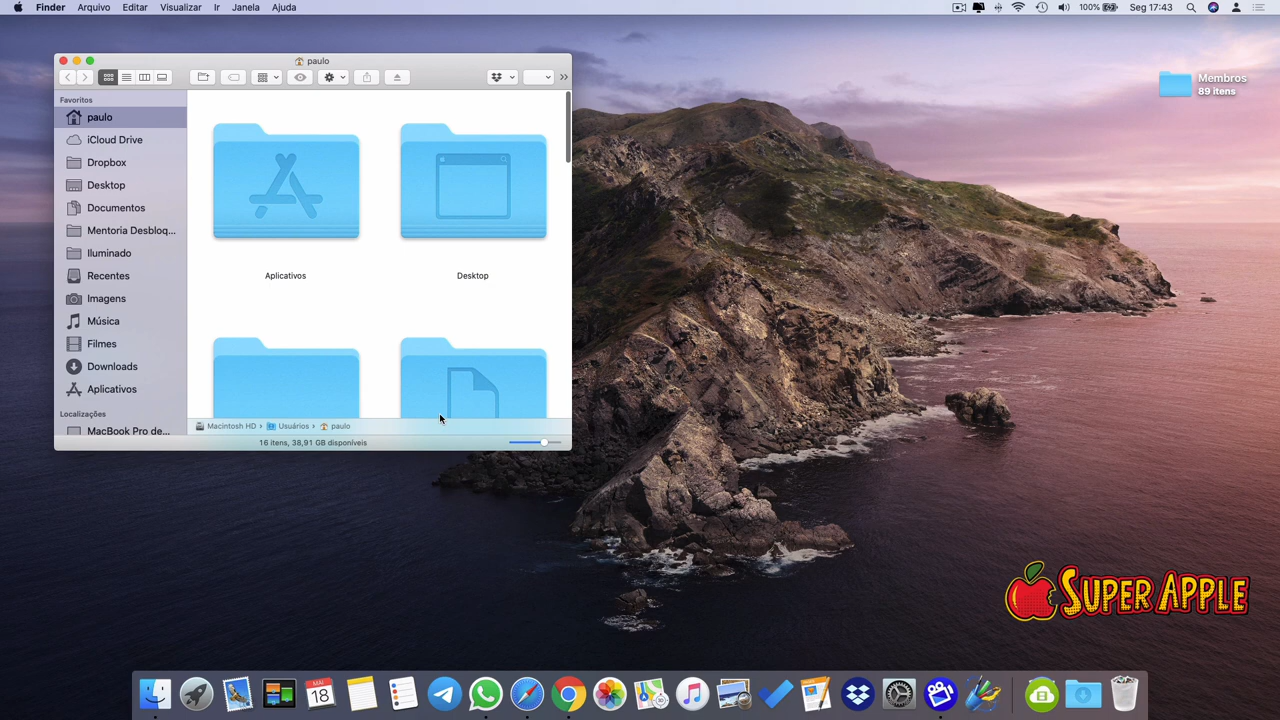 Finder Arquivo Editar Visualizar Ir Janela Ajuda 100% Seg 17:43
paulo
Favoritos
paulo
iCloud Drive
Dropbox
Desktop
Documentos
Mentoria Desbloq...
Iluminado
Recentes
Imagens
Música
Filmes
Downloads
Aplicativos
Localizações
MacBook Pro de...
Aplicativos Desktop
Macintosh HD › Usuários › paulo
16 itens, 38,91 GB disponíveis
Membros
89 itens
SUPER APPLE
MAI
18